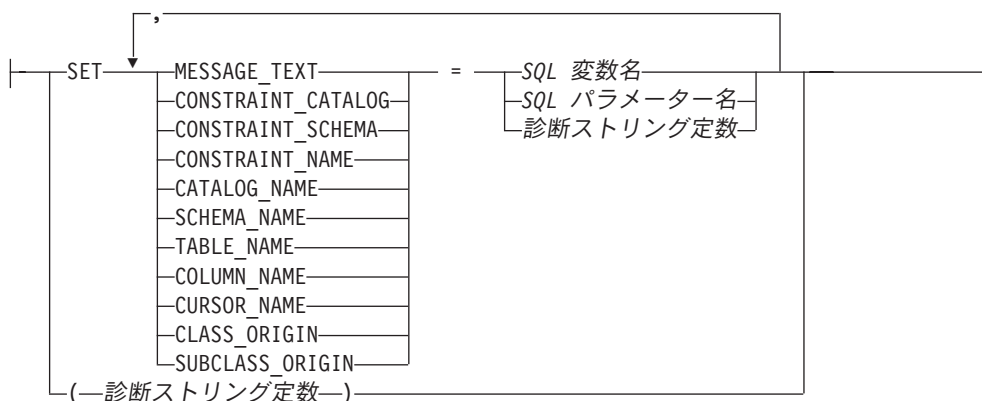 ,
SET MESSAGE_TEXT = SQL 変数名
CONSTRAINT_CATALOG SQL パラメーター名
CONSTRAINT_SCHEMA 診断ストリング定数
CONSTRAINT_NAME
CATALOG_NAME
SCHEMA_NAME
TABLE_NAME
COLUMN_NAME
CURSOR_NAME
CLASS_ORIGIN
SUBCLASS_ORIGIN
(診断ストリング定数)